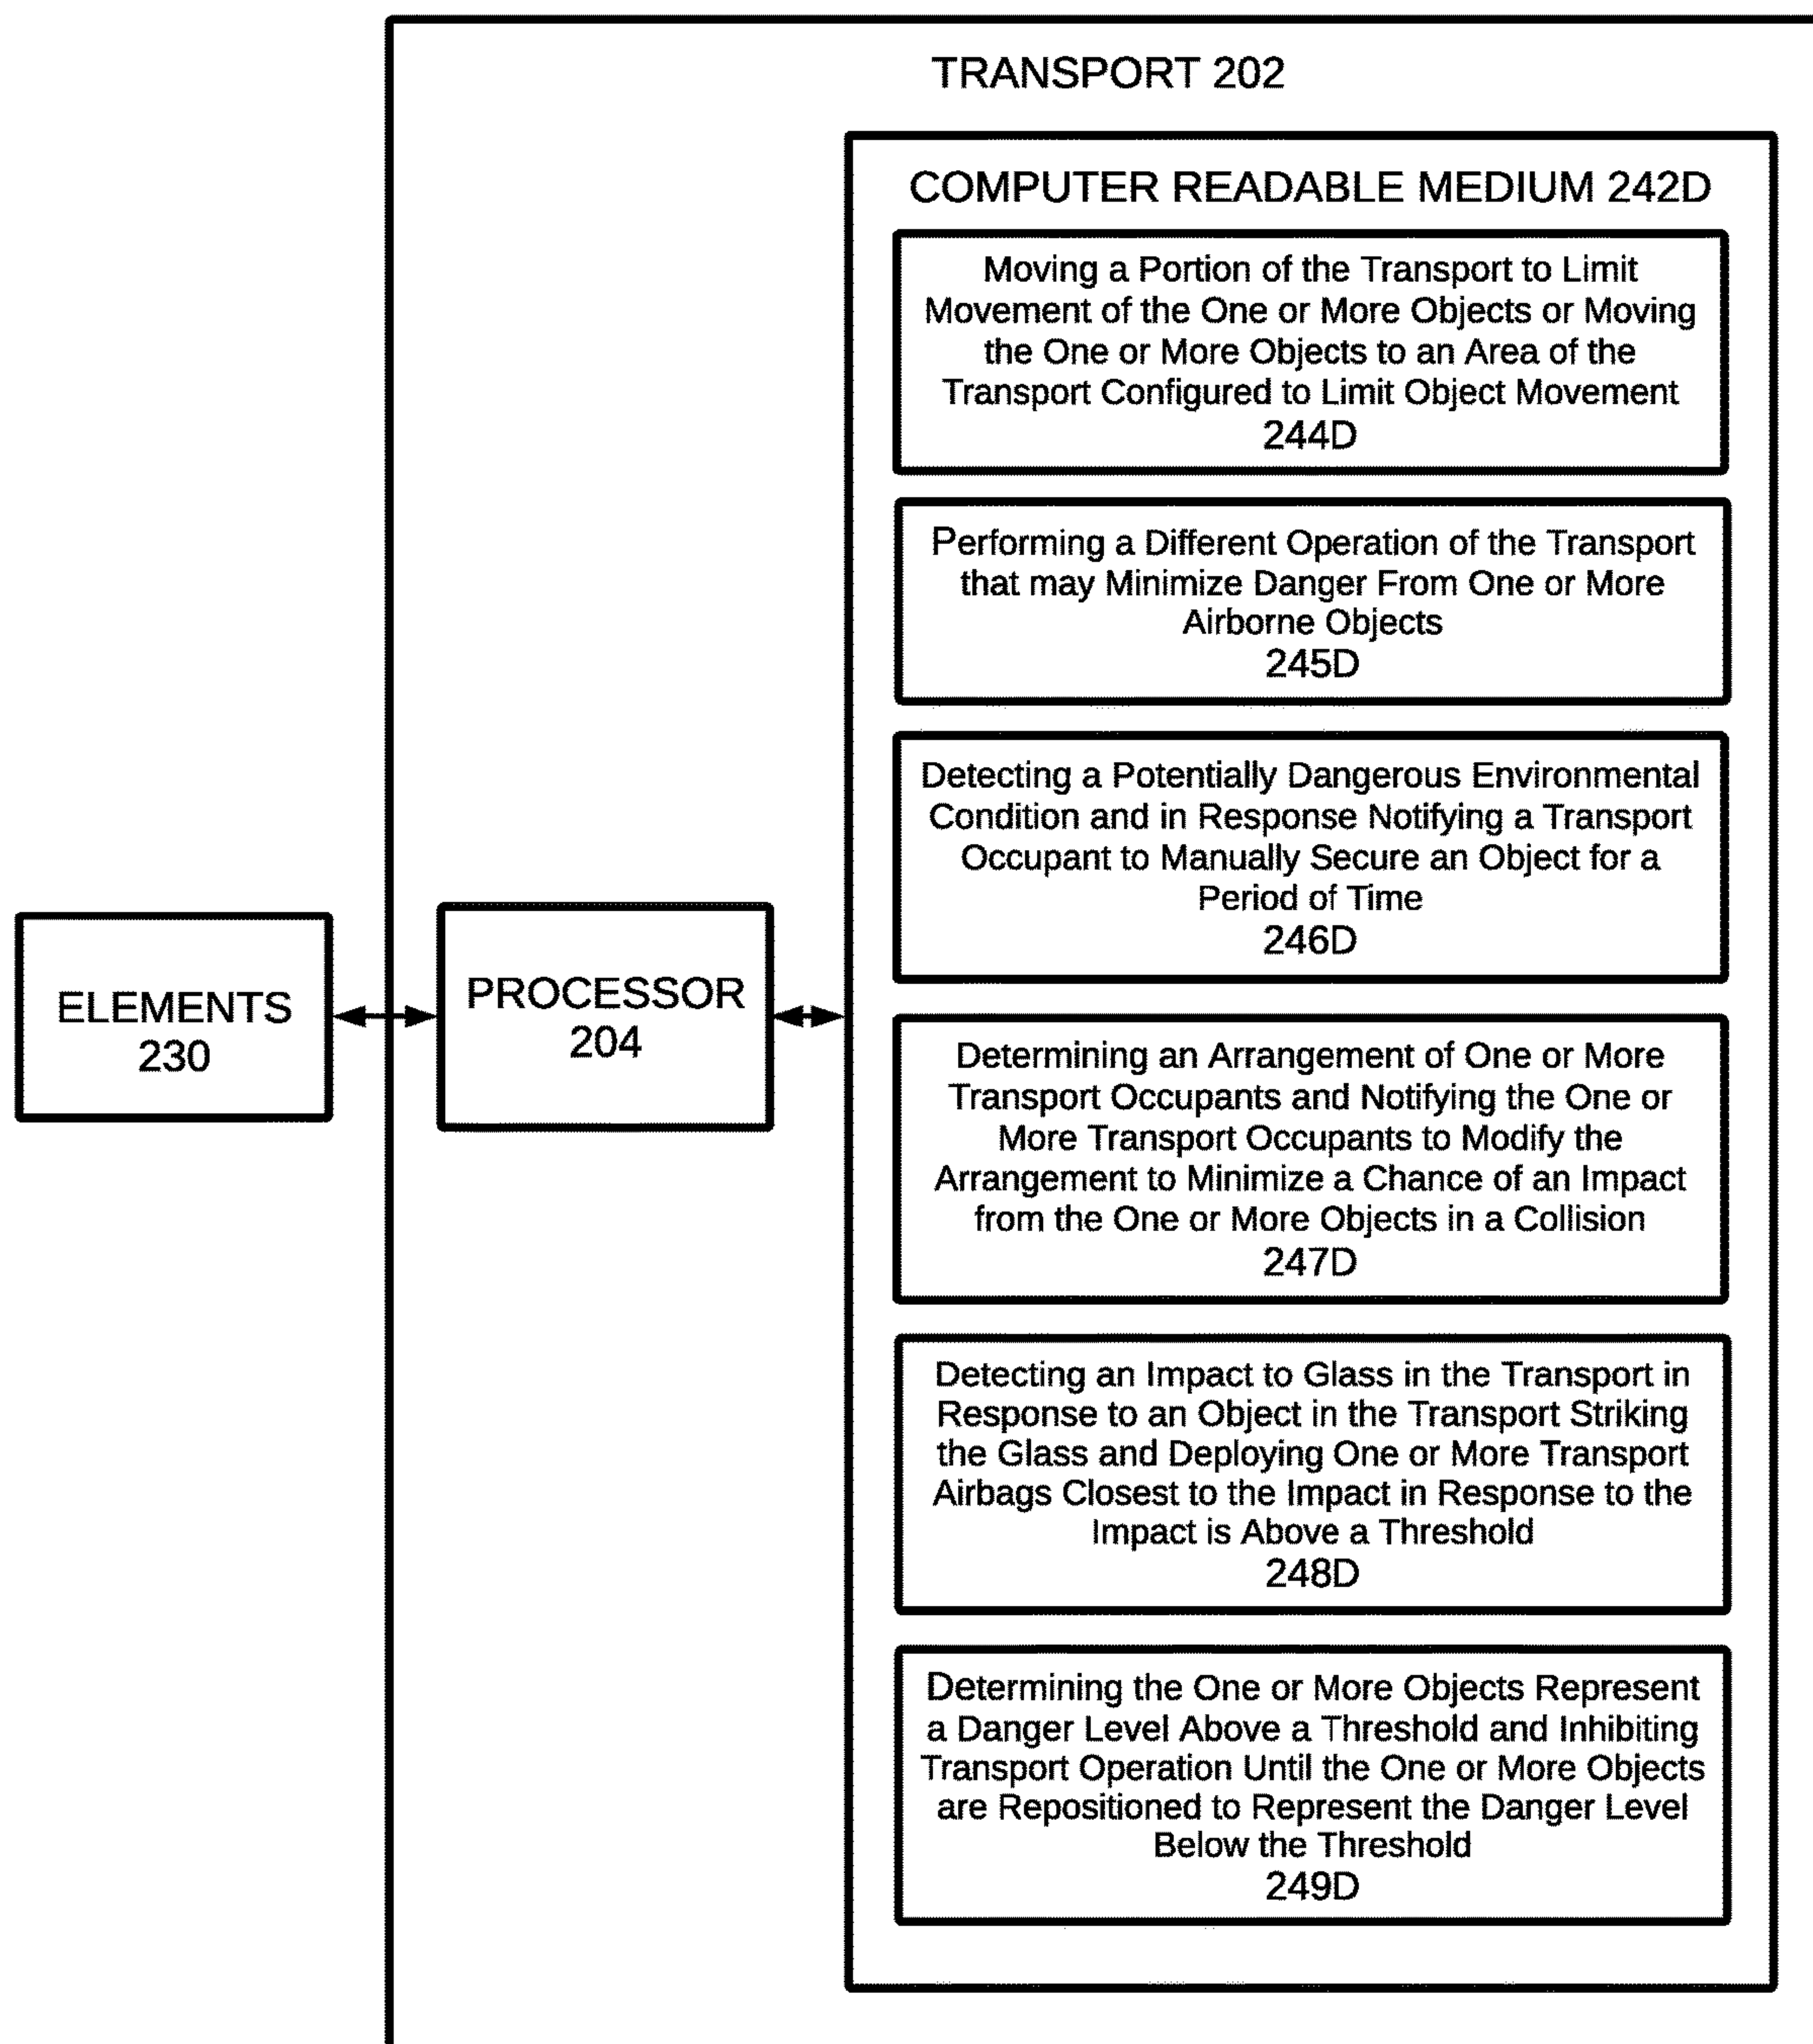 TRANSPORT 202
COMPUTER READABLE MEDIUM 242D
Moving a Portion of the Transport to Limit
Movement of the One or More Objects or Moving
the One or More Objects to an Area of the
Transport Configured to Limit Object Movement
244D
Performing a Different Operation of the Transport
that may Minimize Danger From One or More
Airborne Objects
245D
Detecting a Potentially Dangerous Environmental
Condition and in Response Notifying a Transport
Occupant to Manually Secure an Object for a
Period of Time
246D
ELEMENTS
230
PROCESSOR
204
Determining an Arrangement of One or More
Transport Occupants and Notifying the One or
More Transport Occupants to Modify the
Arrangement to Minimize a Chance of an Impact
from the One or More Objects in a Collision
247D
Detecting an Impact to Glass in the Transport in
Response to an Object in the Transport Striking
the Glass and Deploying One or More Transport
Airbags Closest to the Impact in Response to the
Impact is Above a Threshold
248D
Determining the One or More Objects Represent
a Danger Level Above a Threshold and Inhibiting
Transport Operation Until the One or More Objects
are Repositioned to Represent the Danger Level
Below the Threshold
249D